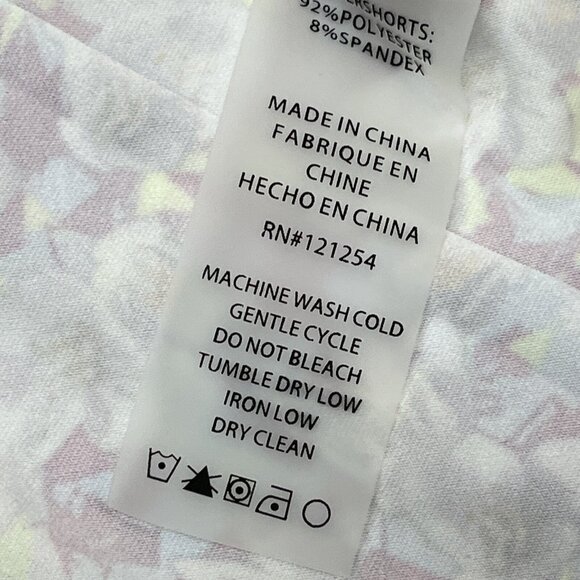 92%POLYESTER
8%SPANDEX
MADE IN CHINA
FABRIQUE EN
CHINE
HECHO EN CHINA
RN#121254
MACHINE WASH COLD
GENTLE CYCLE
DO NOT BLEACH
TUMBLE DRY LOW
IRON LOW
DRY CLEAN